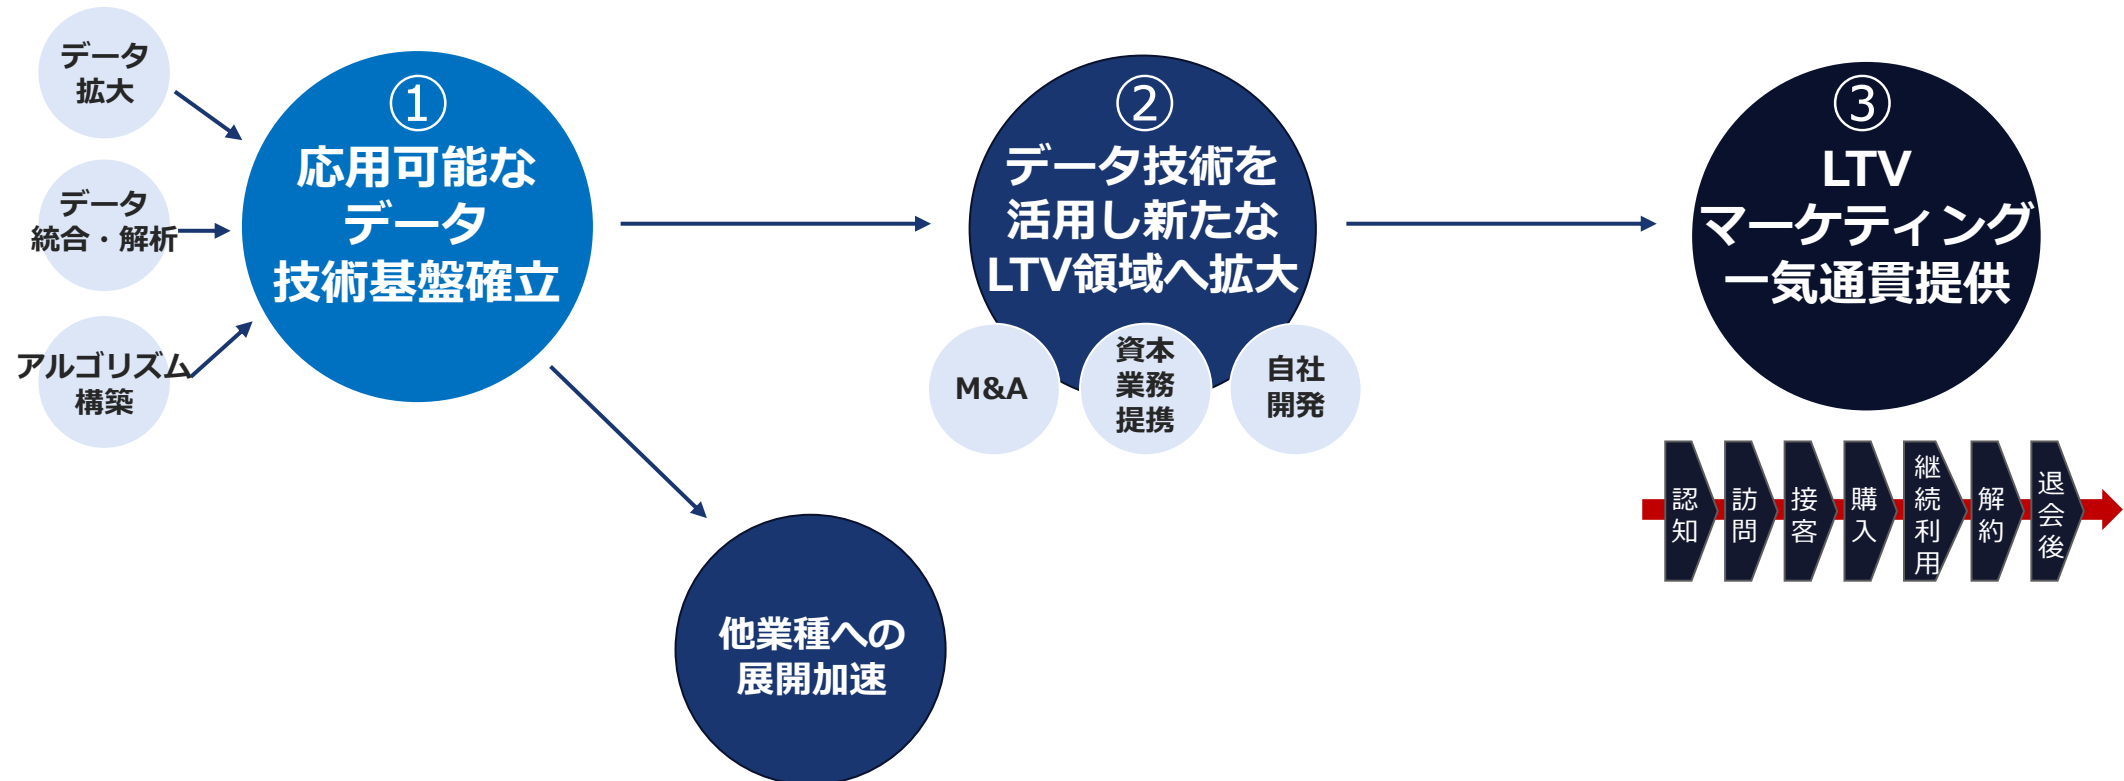 データ
拡大
データ
統合・解析
アルゴリズム
構築
①
応用可能な
データ
技術基盤確立
②
データ技術を
活用し新たな
LTV領域へ拡大
M&A
資本
業務
提携
自社
開発
③
LTV
マーケティング
一気通貫提供
認知
訪問
接客
購入
継続利用
解約
退会後
他業種への
展開加速